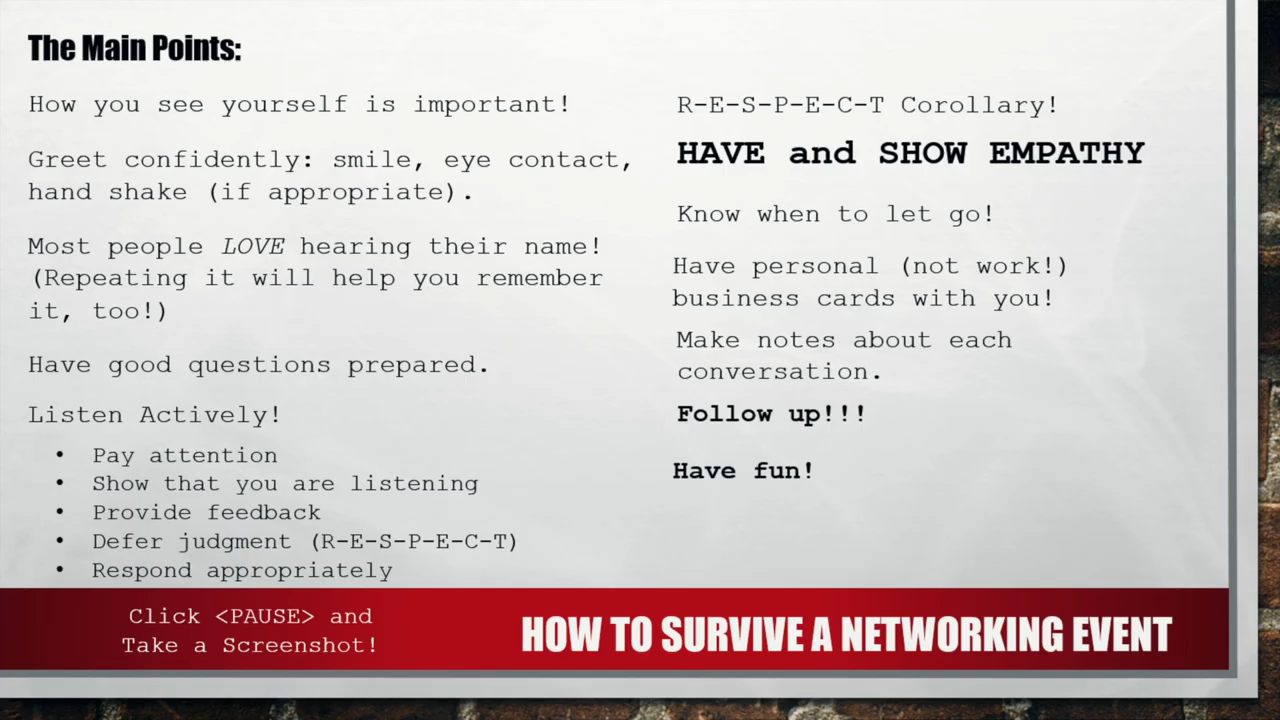 The Main Points:
How you see yourself is important!
Greet confidently: smile, eye contact,
hand shake (if appropriate).
Most people LOVE hearing their name!
(Repeating it will help you remember
it, too!)
Have good questions prepared.
Listen Actively!
• Pay attention
• Show that you are listening
• Provide feedback
• Defer judgment (R-E-S-P-E-C-T)
• Respond appropriately
R-E-S-P-E-C-T Corollary!
HAVE and SHOW EMPATHY
Know when to let go!
Have personal (not work!)
business cards with you!
Make notes about each
conversation.
Follow up!!!
Have fun!
Click <PAUSE> and
Take a Screenshot!
HOW TO SURVIVE A NETWORKING EVENT